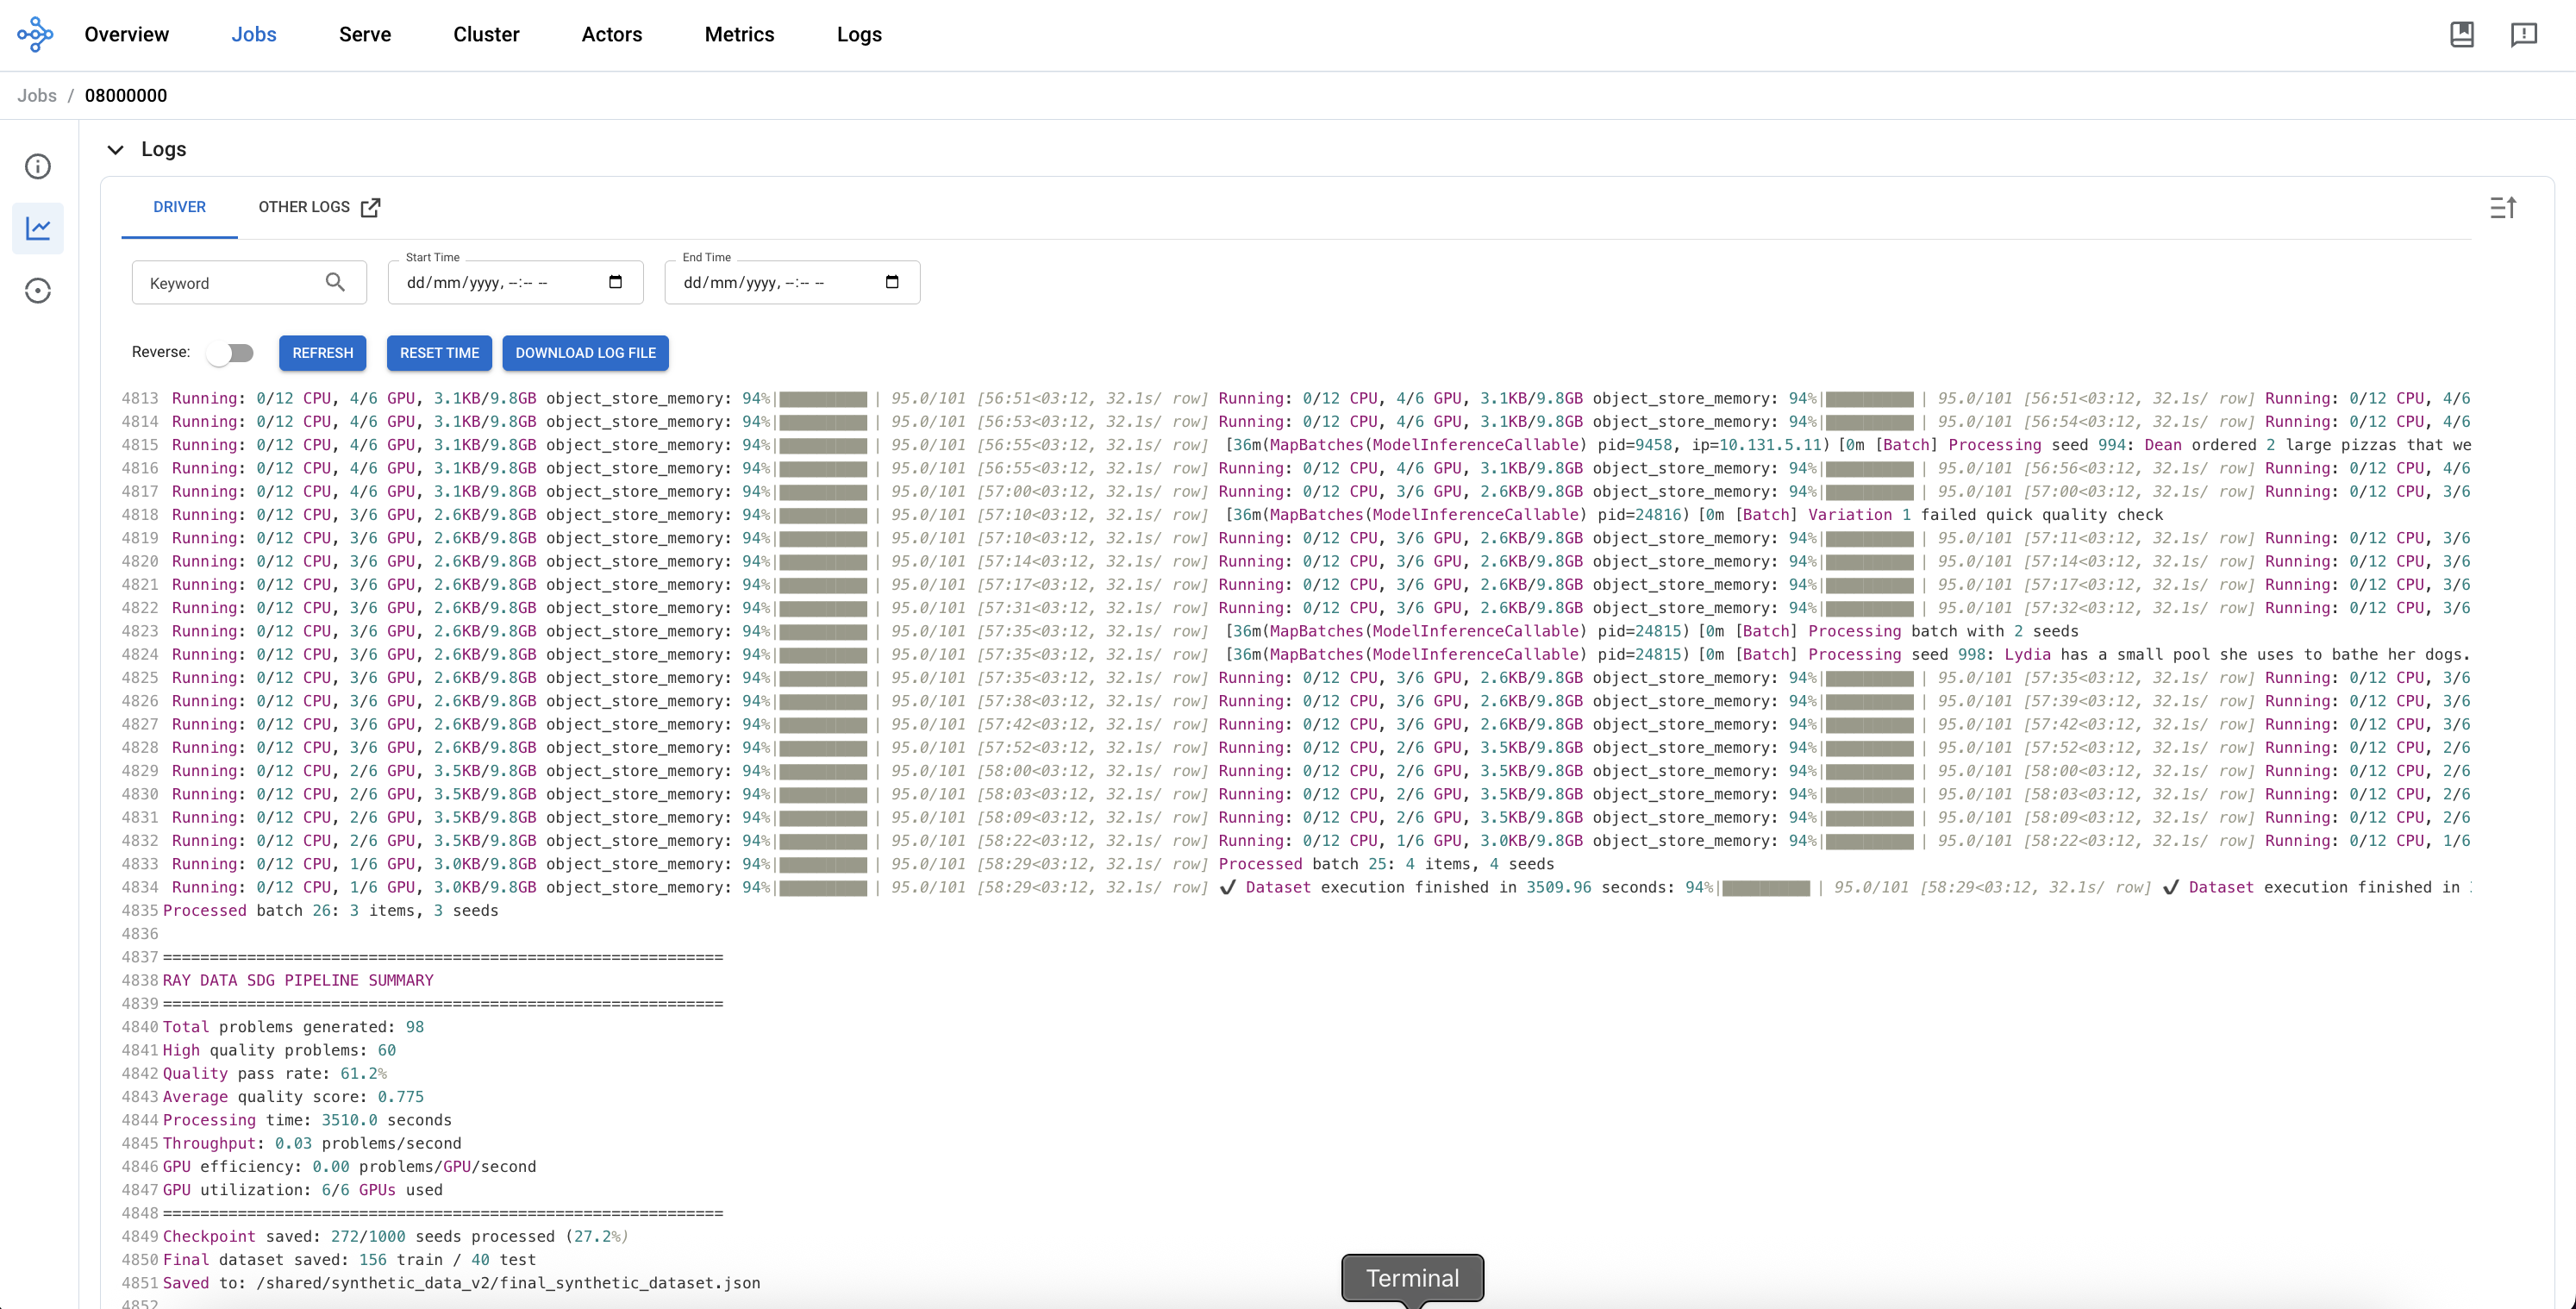 Overview Jobs Serve Cluster Actors Metrics Logs
Jobs / 08000000
Logs
DRIVER OTHER LOGS
Start Time End Time
Keyword dd/mm/yyyy, --:-- -- dd/mm/yyyy, --:-- --
Reverse: REFRESH RESET TIME DOWNLOAD LOG FILE
4813 Running: 0/12 CPU, 4/6 GPU, 3.1KB/9.8GB object_store_memory: 94%|██████████| 95.0/101 [56:51<03:12, 32.1s/ row] Running: 0/12 CPU, 4/6 GPU, 3.1KB/9.8GB object_store_memory: 94%|██████████| 95.0/101 [56:51<03:12, 32.1s/ row] Running: 0/12 CPU, 4/6
4814 Running: 0/12 CPU, 4/6 GPU, 3.1KB/9.8GB object_store_memory: 94%|██████████| 95.0/101 [56:53<03:12, 32.1s/ row] Running: 0/12 CPU, 4/6 GPU, 3.1KB/9.8GB object_store_memory: 94%|██████████| 95.0/101 [56:54<03:12, 32.1s/ row] Running: 0/12 CPU, 4/6
4815 Running: 0/12 CPU, 4/6 GPU, 3.1KB/9.8GB object_store_memory: 94%|██████████| 95.0/101 [56:55<03:12, 32.1s/ row] [36m(MapBatches(ModelInferenceCallable) pid=9458, ip=10.131.5.11)[0m [Batch] Processing seed 994: Dean ordered 2 large pizzas that we
4816 Running: 0/12 CPU, 4/6 GPU, 3.1KB/9.8GB object_store_memory: 94%|██████████| 95.0/101 [56:55<03:12, 32.1s/ row] Running: 0/12 CPU, 4/6 GPU, 3.1KB/9.8GB object_store_memory: 94%|██████████| 95.0/101 [56:56<03:12, 32.1s/ row] Running: 0/12 CPU, 4/6
4817 Running: 0/12 CPU, 4/6 GPU, 3.1KB/9.8GB object_store_memory: 94%|██████████| 95.0/101 [57:00<03:12, 32.1s/ row] Running: 0/12 CPU, 3/6 GPU, 2.6KB/9.8GB object_store_memory: 94%|██████████| 95.0/101 [57:00<03:12, 32.1s/ row] Running: 0/12 CPU, 3/6
4818 Running: 0/12 CPU, 3/6 GPU, 2.6KB/9.8GB object_store_memory: 94%|██████████| 95.0/101 [57:10<03:12, 32.1s/ row] [36m(MapBatches(ModelInferenceCallable) pid=24816)[0m [Batch] Variation 1 failed quick quality check
4819 Running: 0/12 CPU, 3/6 GPU, 2.6KB/9.8GB object_store_memory: 94%|██████████| 95.0/101 [57:10<03:12, 32.1s/ row] Running: 0/12 CPU, 3/6 GPU, 2.6KB/9.8GB object_store_memory: 94%|██████████| 95.0/101 [57:11<03:12, 32.1s/ row] Running: 0/12 CPU, 3/6
4820 Running: 0/12 CPU, 3/6 GPU, 2.6KB/9.8GB object_store_memory: 94%|██████████| 95.0/101 [57:14<03:12, 32.1s/ row] Running: 0/12 CPU, 3/6 GPU, 2.6KB/9.8GB object_store_memory: 94%|██████████| 95.0/101 [57:14<03:12, 32.1s/ row] Running: 0/12 CPU, 3/6
4821 Running: 0/12 CPU, 3/6 GPU, 2.6KB/9.8GB object_store_memory: 94%|██████████| 95.0/101 [57:17<03:12, 32.1s/ row] Running: 0/12 CPU, 3/6 GPU, 2.6KB/9.8GB object_store_memory: 94%|██████████| 95.0/101 [57:17<03:12, 32.1s/ row] Running: 0/12 CPU, 3/6
4822 Running: 0/12 CPU, 3/6 GPU, 2.6KB/9.8GB object_store_memory: 94%|██████████| 95.0/101 [57:31<03:12, 32.1s/ row] Running: 0/12 CPU, 3/6 GPU, 2.6KB/9.8GB object_store_memory: 94%|██████████| 95.0/101 [57:32<03:12, 32.1s/ row] Running: 0/12 CPU, 3/6
4823 Running: 0/12 CPU, 3/6 GPU, 2.6KB/9.8GB object_store_memory: 94%|██████████| 95.0/101 [57:35<03:12, 32.1s/ row] [36m(MapBatches(ModelInferenceCallable) pid=24815)[0m [Batch] Processing batch with 2 seeds
4824 Running: 0/12 CPU, 3/6 GPU, 2.6KB/9.8GB object_store_memory: 94%|██████████| 95.0/101 [57:35<03:12, 32.1s/ row] [36m(MapBatches(ModelInferenceCallable) pid=24815)[0m [Batch] Processing seed 998: Lydia has a small pool she uses to bathe her dogs.
4825 Running: 0/12 CPU, 3/6 GPU, 2.6KB/9.8GB object_store_memory: 94%|██████████| 95.0/101 [57:35<03:12, 32.1s/ row] Running: 0/12 CPU, 3/6 GPU, 2.6KB/9.8GB object_store_memory: 94%|██████████| 95.0/101 [57:35<03:12, 32.1s/ row] Running: 0/12 CPU, 3/6
4826 Running: 0/12 CPU, 3/6 GPU, 2.6KB/9.8GB object_store_memory: 94%|██████████| 95.0/101 [57:38<03:12, 32.1s/ row] Running: 0/12 CPU, 3/6 GPU, 2.6KB/9.8GB object_store_memory: 94%|██████████| 95.0/101 [57:39<03:12, 32.1s/ row] Running: 0/12 CPU, 3/6
4827 Running: 0/12 CPU, 3/6 GPU, 2.6KB/9.8GB object_store_memory: 94%|██████████| 95.0/101 [57:42<03:12, 32.1s/ row] Running: 0/12 CPU, 3/6 GPU, 2.6KB/9.8GB object_store_memory: 94%|██████████| 95.0/101 [57:42<03:12, 32.1s/ row] Running: 0/12 CPU, 3/6
4828 Running: 0/12 CPU, 3/6 GPU, 2.6KB/9.8GB object_store_memory: 94%|██████████| 95.0/101 [57:52<03:12, 32.1s/ row] Running: 0/12 CPU, 2/6 GPU, 3.5KB/9.8GB object_store_memory: 94%|██████████| 95.0/101 [57:52<03:12, 32.1s/ row] Running: 0/12 CPU, 2/6
4829 Running: 0/12 CPU, 2/6 GPU, 3.5KB/9.8GB object_store_memory: 94%|██████████| 95.0/101 [58:00<03:12, 32.1s/ row] Running: 0/12 CPU, 2/6 GPU, 3.5KB/9.8GB object_store_memory: 94%|██████████| 95.0/101 [58:00<03:12, 32.1s/ row] Running: 0/12 CPU, 2/6
4830 Running: 0/12 CPU, 2/6 GPU, 3.5KB/9.8GB object_store_memory: 94%|██████████| 95.0/101 [58:03<03:12, 32.1s/ row] Running: 0/12 CPU, 2/6 GPU, 3.5KB/9.8GB object_store_memory: 94%|██████████| 95.0/101 [58:03<03:12, 32.1s/ row] Running: 0/12 CPU, 2/6
4831 Running: 0/12 CPU, 2/6 GPU, 3.5KB/9.8GB object_store_memory: 94%|██████████| 95.0/101 [58:09<03:12, 32.1s/ row] Running: 0/12 CPU, 2/6 GPU, 3.5KB/9.8GB object_store_memory: 94%|██████████| 95.0/101 [58:09<03:12, 32.1s/ row] Running: 0/12 CPU, 2/6
4832 Running: 0/12 CPU, 2/6 GPU, 3.5KB/9.8GB object_store_memory: 94%|██████████| 95.0/101 [58:22<03:12, 32.1s/ row] Running: 0/12 CPU, 1/6 GPU, 3.0KB/9.8GB object_store_memory: 94%|██████████| 95.0/101 [58:22<03:12, 32.1s/ row] Running: 0/12 CPU, 1/6
4833 Running: 0/12 CPU, 1/6 GPU, 3.0KB/9.8GB object_store_memory: 94%|██████████| 95.0/101 [58:29<03:12, 32.1s/ row] Processed batch 25: 4 items, 4 seeds
4834 Running: 0/12 CPU, 1/6 GPU, 3.0KB/9.8GB object_store_memory: 94%|██████████| 95.0/101 [58:29<03:12, 32.1s/ row] ✔ Dataset execution finished in 3509.96 seconds: 94%|██████████| 95.0/101 [58:29<03:12, 32.1s/ row] ✔ Dataset execution finished in
4835 Processed batch 26: 3 items, 3 seeds
4836
4837 ============================================================
4838 RAY DATA SDG PIPELINE SUMMARY
4839 ============================================================
4840 Total problems generated: 98
4841 High quality problems: 60
4842 Quality pass rate: 61.2%
4843 Average quality score: 0.775
4844 Processing time: 3510.0 seconds
4845 Throughput: 0.03 problems/second
4846 GPU efficiency: 0.00 problems/GPU/second
4847 GPU utilization: 6/6 GPUs used
4848 ============================================================
4849 Checkpoint saved: 272/1000 seeds processed (27.2%)
4850 Final dataset saved: 156 train / 40 test
4851 Saved to: /shared/synthetic_data_v2/final_synthetic_dataset.json
4852
Terminal